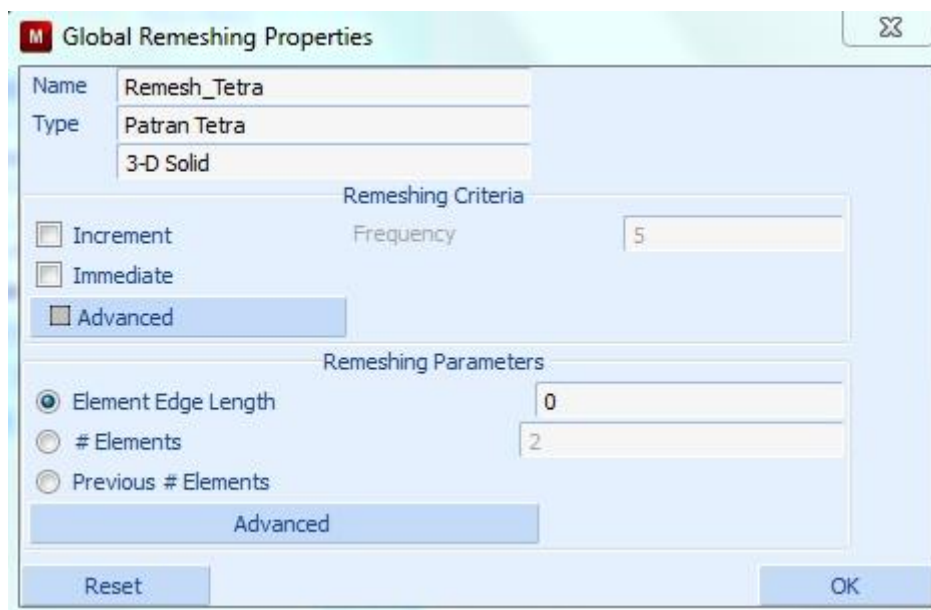 M Global Remeshing Properties
Name Remesh_Tetra
Type Patran Tetra
3-D Solid
Remeshing Criteria
Increment Frequency 5
Immediate
Advanced
Remeshing Parameters
Element Edge Length 0
# Elements 2
Previous # Elements
Advanced
Reset OK